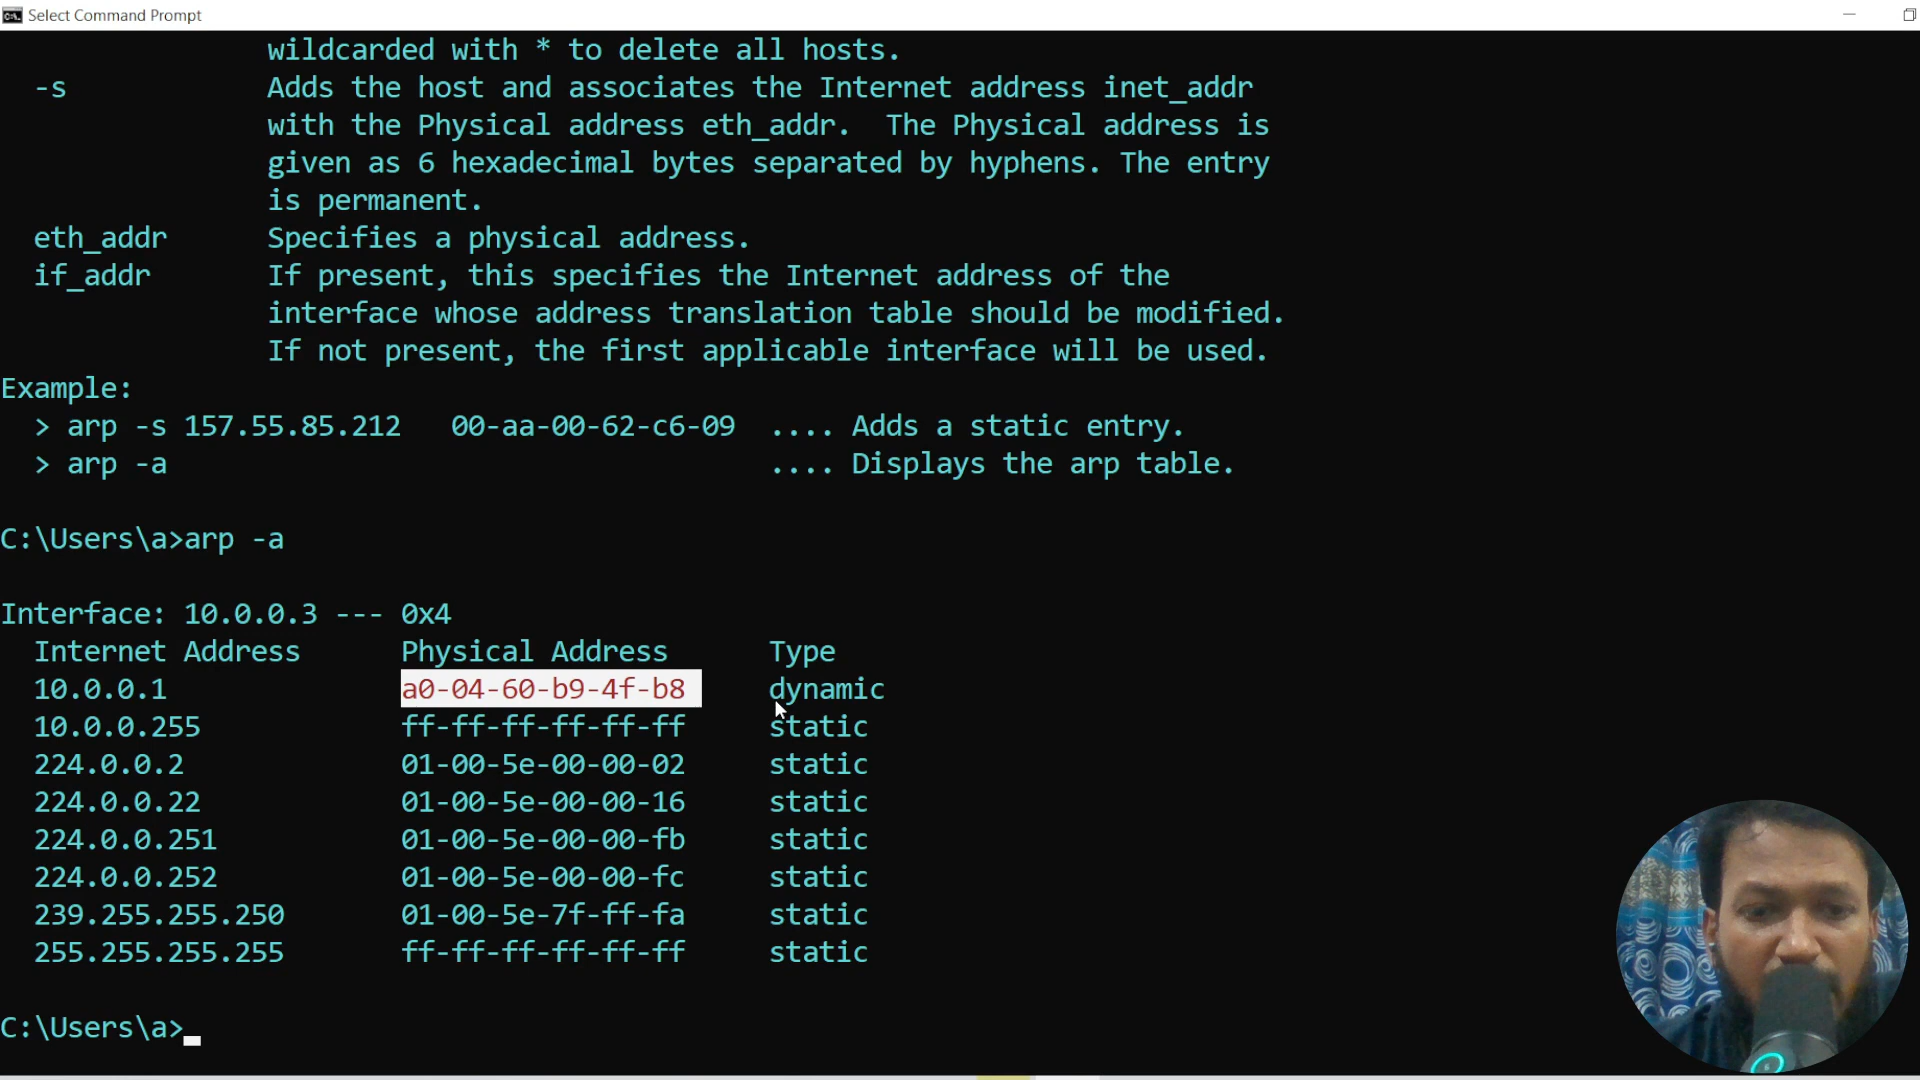 Select Command Prompt
wildcarded with * to delete all hosts.
-s Adds the host and associates the Internet address inet_addr
with the Physical address eth_addr. The Physical address is
given as 6 hexadecimal bytes separated by hyphens. The entry
is permanent.
eth_addr Specifies a physical address.
if_addr If present, this specifies the Internet address of the
interface whose address translation table should be modified.
If not present, the first applicable interface will be used.
Example:
> arp -s 157.55.85.212 00-aa-00-62-c6-09 .... Adds a static entry.
> arp -a .... Displays the arp table.
C:\Users\a>arp -a
Interface: 10.0.0.3 --- 0x4
Internet Address Physical Address Type
10.0.0.1 a0-04-60-b9-4f-b8 dynamic
10.0.0.255 ff-ff-ff-ff-ff-ff static
224.0.0.2 01-00-5e-00-00-02 static
224.0.0.22 01-00-5e-00-00-16 static
224.0.0.251 01-00-5e-00-00-fb static
224.0.0.252 01-00-5e-00-00-fc static
239.255.255.250 01-00-5e-7f-ff-fa static
255.255.255.255 ff-ff-ff-ff-ff-ff static
C:\Users\a>